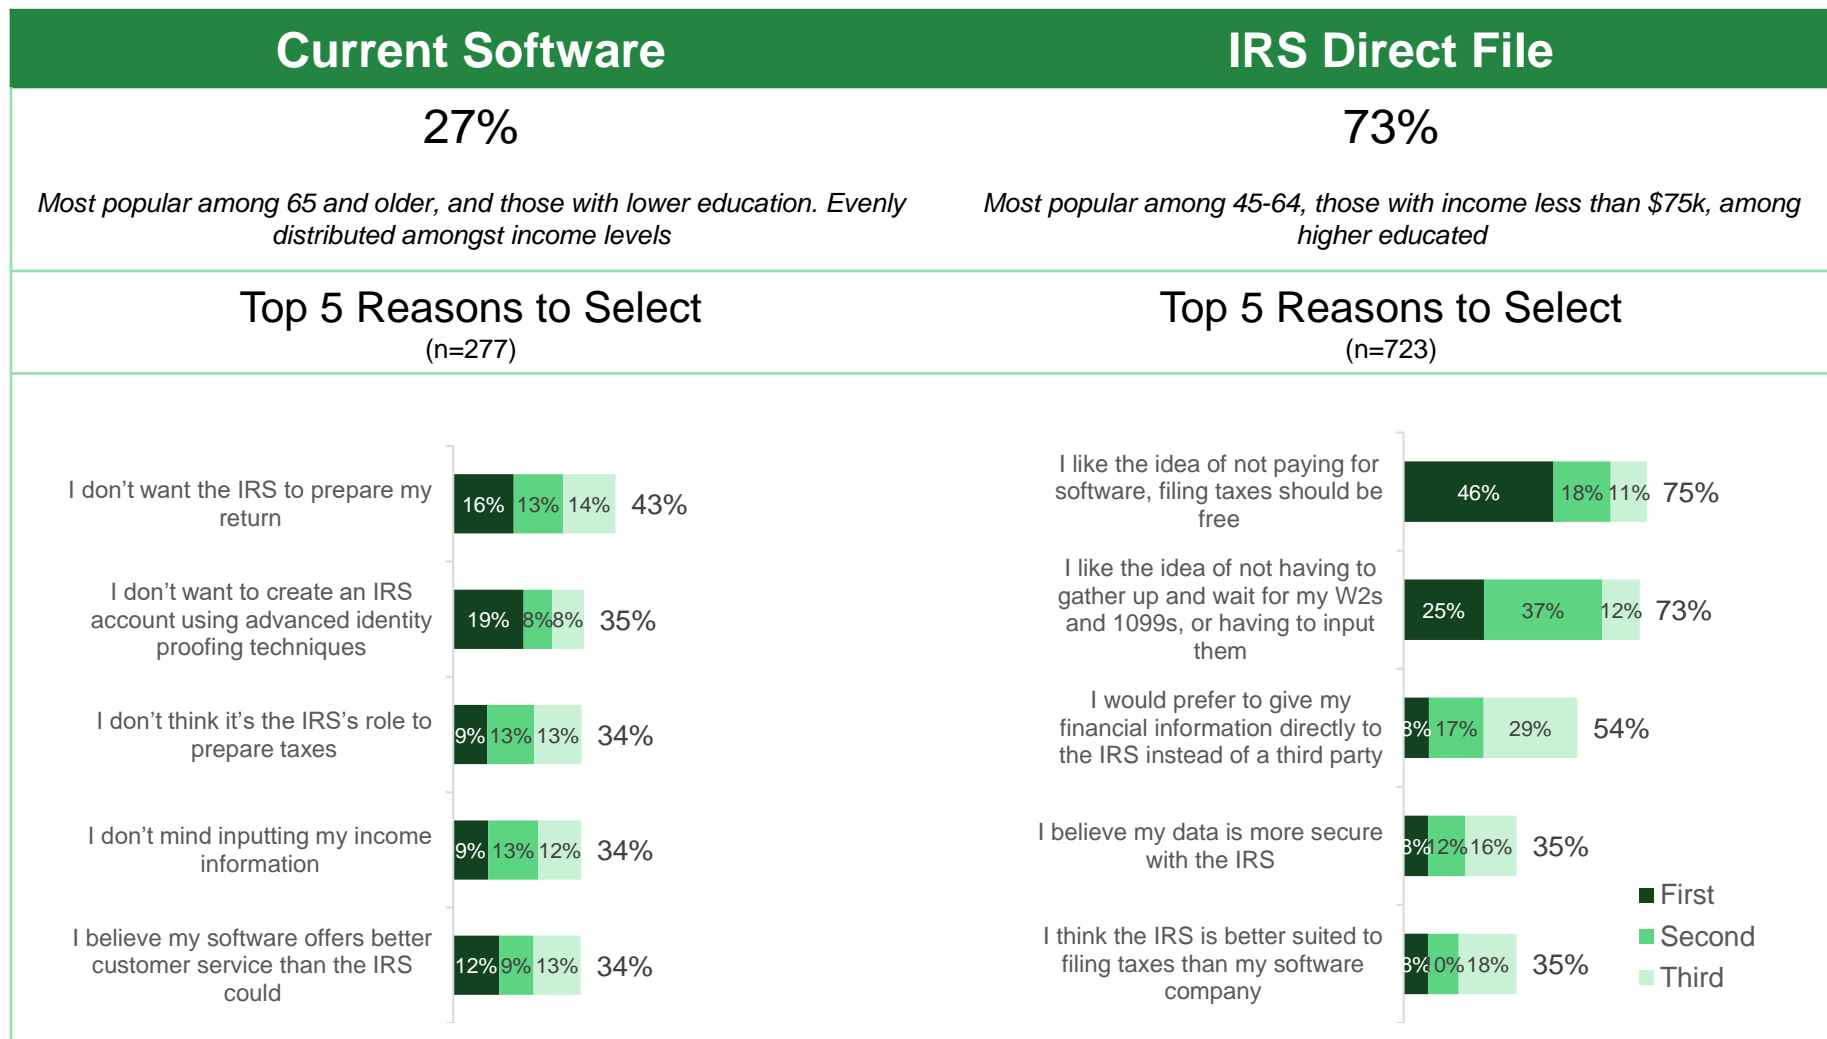 Current Software
IRS Direct File
27%
73%
Most popular among 65 and older, and those with lower education. Evenly
distributed amongst income levels
Most popular among 45-64, those with income less than $75k, among
higher educated
Top 5 Reasons to Select
(n=277)
Top 5 Reasons to Select
(n=723)
I don’t want the IRS to prepare my
return
16% 13% 14% 43%
I don’t want to create an IRS
account using advanced identity
proofing techniques
19% 8% 8% 35%
I don’t think it’s the IRS’s role to
prepare taxes
9% 13% 13% 34%
I don’t mind inputting my income
information
9% 13% 12% 34%
I believe my software offers better
customer service than the IRS
could
12% 9% 13% 34%
I like the idea of not paying for
software, filing taxes should be
free
46% 18% 11% 75%
I like the idea of not having to
gather up and wait for my W2s
and 1099s, or having to input
them
25% 37% 12% 73%
I would prefer to give my
financial information directly to
the IRS instead of a third party
8% 17% 29% 54%
I believe my data is more secure
with the IRS
8% 12% 16% 35%
I think the IRS is better suited to
filing taxes than my software
company
8% 10% 18% 35%
First
Second
Third